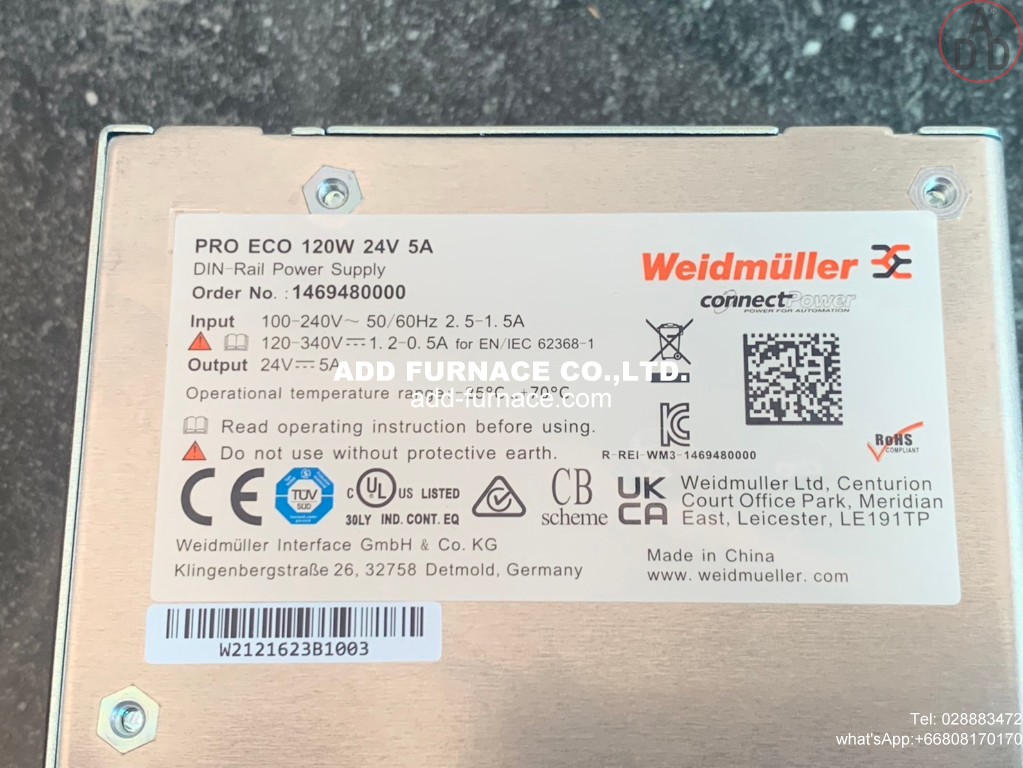 ADD
PRO ECO 120W 24V 5A
DIN-Rail Power Supply
Order No. : 1469480000
Weidmüller
connectPower
POWER FOR AUTOMATION
Input 100-240V~ 50/60Hz 2.5-1.5A
120-340V⎓1.2-0.5A for EN/IEC 62368-1
Output 24V⎓5A
ADD FURNACE CO.,LTD.
Operational temperature range: -25°C...+70°C
add-furnace.com
Read operating instruction before using.
Do not use without protective earth.
R-REI-WM3-1469480000
RoHS
COMPLIANT
CE
TÜV
SÜD
C UL US LISTED
30LY IND. CONT. EQ
CB
scheme
UK
CA
Weidmuller Ltd, Centurion
Court Office Park, Meridian
East, Leicester, LE191TP
Weidmüller Interface GmbH & Co. KG
Klingenbergstraße 26, 32758 Detmold, Germany
Made in China
www.weidmueller.com
W2121623B1003
Tel: 028883472
what'sApp:+66808170170